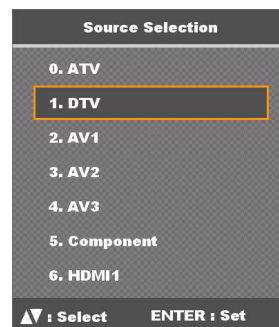 Source Selection
0. ATV
1. DTV
2. AV1
3. AV2
4. AV3
5. Component
6. HDMI1
▲▼ : Select ENTER : Set